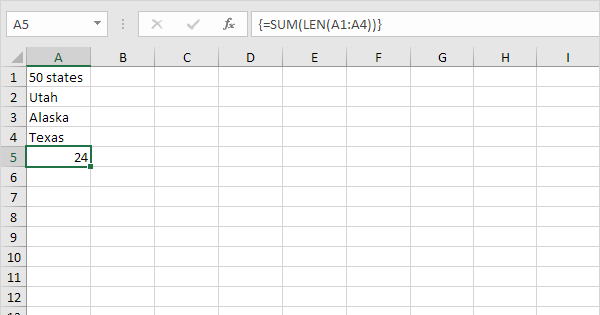 A5 fx {=SUM(LEN(A1:A4))}
A B C D E F G H I
1 50 states
2 Utah
3 Alaska
4 Texas
5 24
6
7
8
9
10
11
12